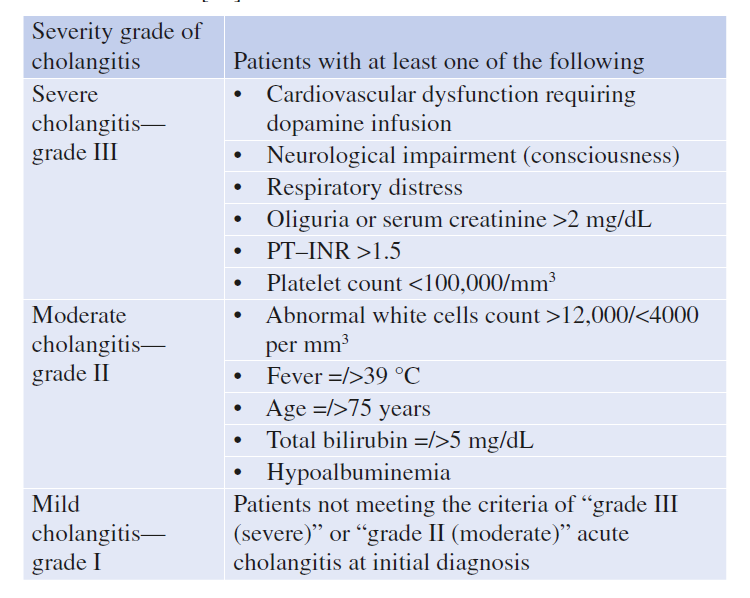 Severity grade of
cholangitis
Patients with at least one of the following
Severe
cholangitis—
grade III
• Cardiovascular dysfunction requiring
dopamine infusion
• Neurological impairment (consciousness)
• Respiratory distress
• Oliguria or serum creatinine >2 mg/dL
• PT–INR >1.5
• Platelet count <100,000/mm³
Moderate
cholangitis—
grade II
• Abnormal white cells count >12,000/<4000
per mm³
• Fever =/>39 °C
• Age =/>75 years
• Total bilirubin =/>5 mg/dL
• Hypoalbuminemia
Mild
cholangitis—
grade I
Patients not meeting the criteria of “grade III
(severe)” or “grade II (moderate)” acute
cholangitis at initial diagnosis